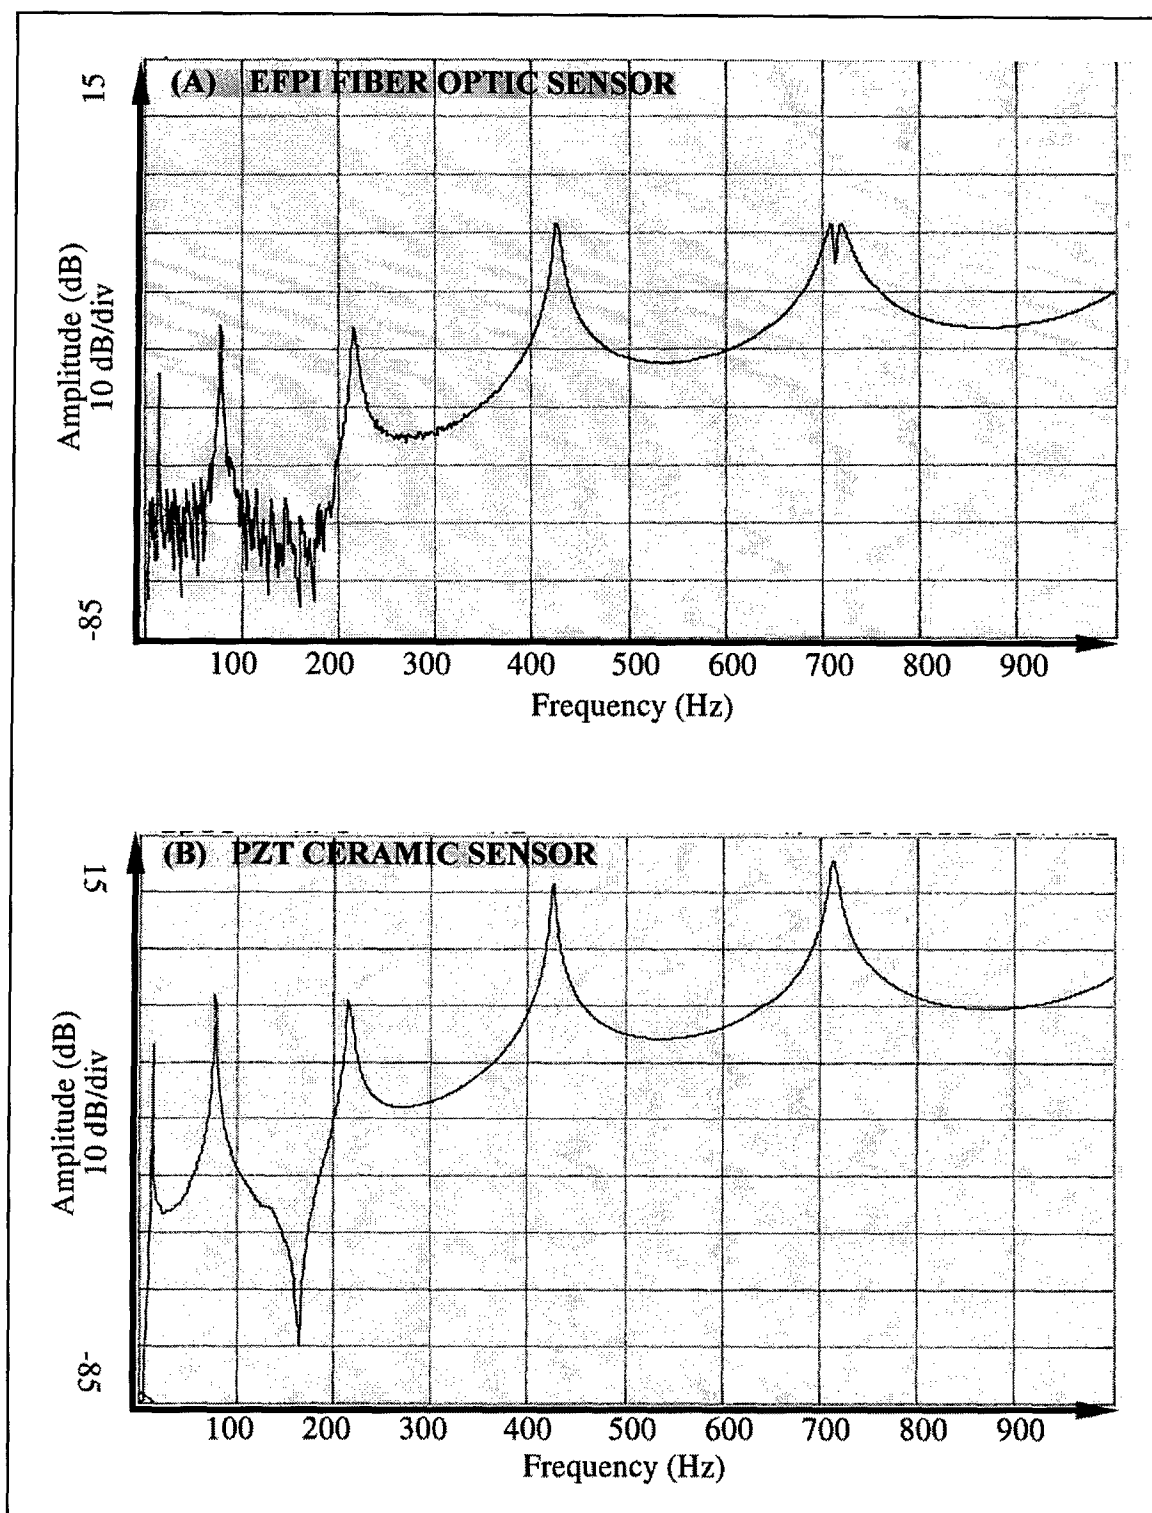 (A) EFPI FIBER OPTIC SENSOR
15
Amplitude (dB)
10 dB/div
-85
100 200 300 400 500 600 700 800 900
Frequency (Hz)
(B) PZT CERAMIC SENSOR
15
Amplitude (dB)
10 dB/div
-85
100 200 300 400 500 600 700 800 900
Frequency (Hz)